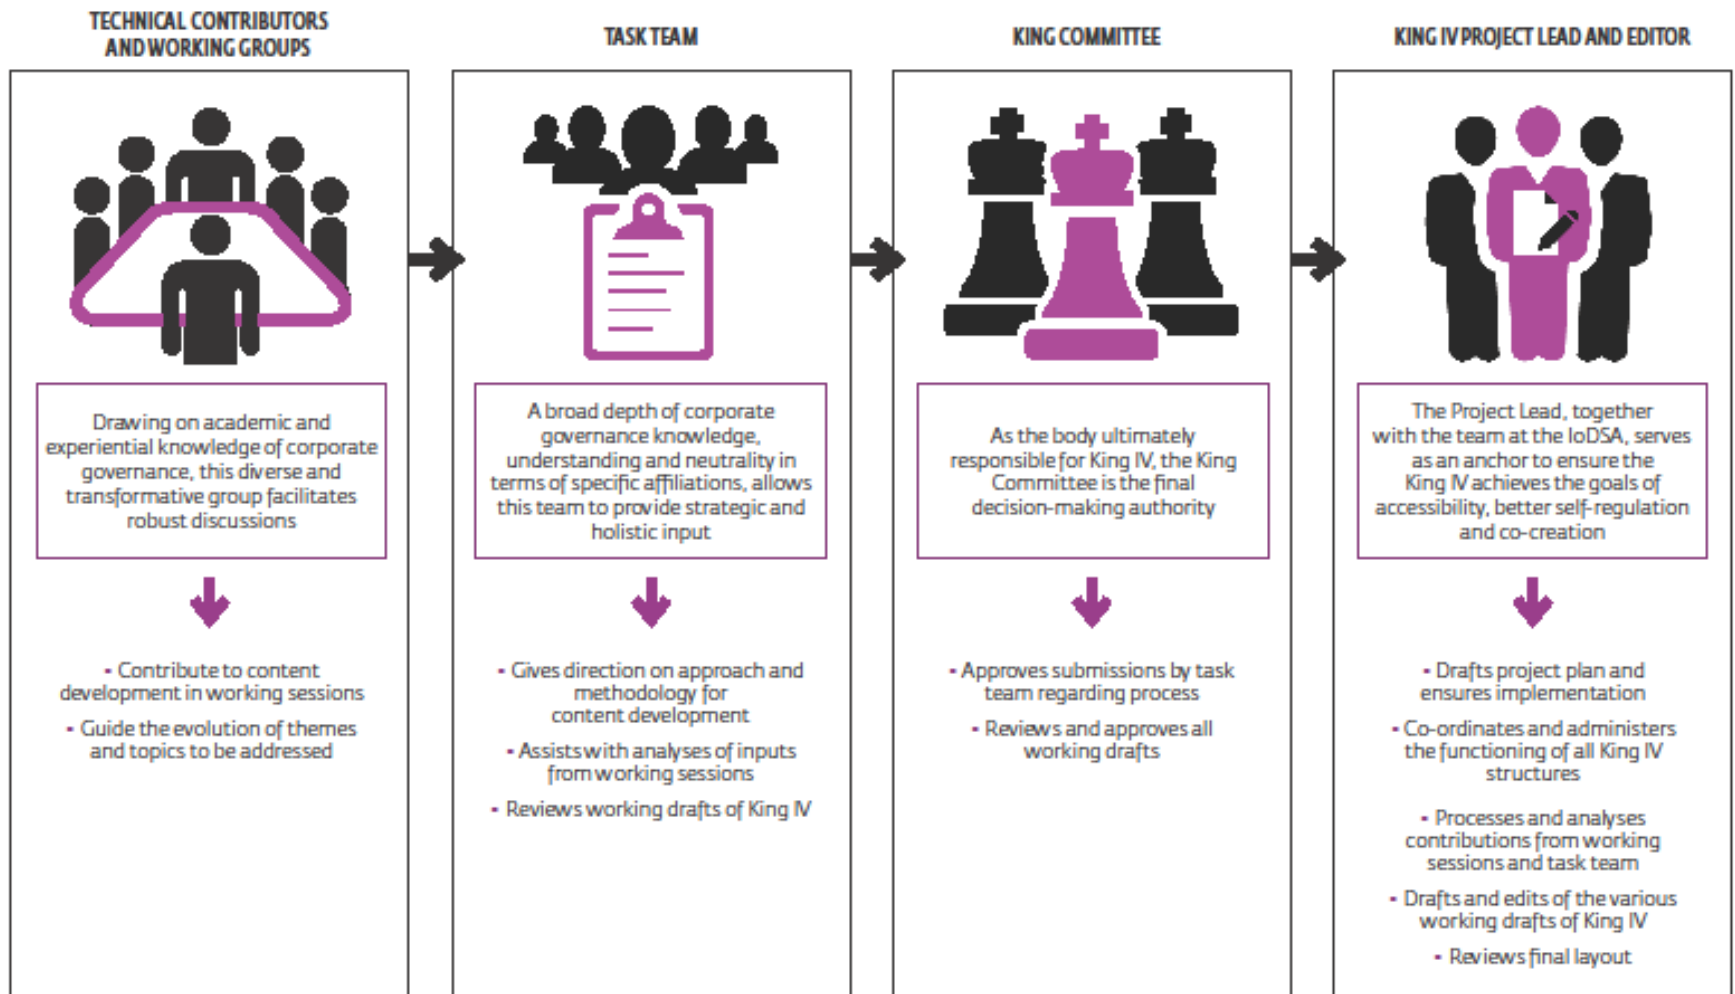 TECHNICAL CONTRIBUTORS
AND WORKING GROUPS
Drawing on academic and
experiential knowledge of corporate
governance, this diverse and
transformative group facilitates
robust discussions
▪ Contribute to content
development in working sessions
▪ Guide the evolution of themes
and topics to be addressed
TASK TEAM
A broad depth of corporate
governance knowledge,
understanding and neutrality in
terms of specific affiliations, allows
this team to provide strategic and
holistic input
▪ Gives direction on approach and
methodology for
content development
▪ Assists with analyses of inputs
from working sessions
▪ Reviews working drafts of King IV
KING COMMITTEE
As the body ultimately
responsible for King IV, the King
Committee is the final
decision-making authority
▪ Approves submissions by task
team regarding process
▪ Reviews and approves all
working drafts
KING IV PROJECT LEAD AND EDITOR
The Project Lead, together
with the team at the IoDSA, serves
as an anchor to ensure the
King IV achieves the goals of
accessibility, better self-regulation
and co-creation
▪ Drafts project plan and
ensures implementation
▪ Co-ordinates and administers
the functioning of all King IV
structures
▪ Processes and analyses
contributions from working
sessions and task team
▪ Drafts and edits of the various
working drafts of King IV
▪ Reviews final layout